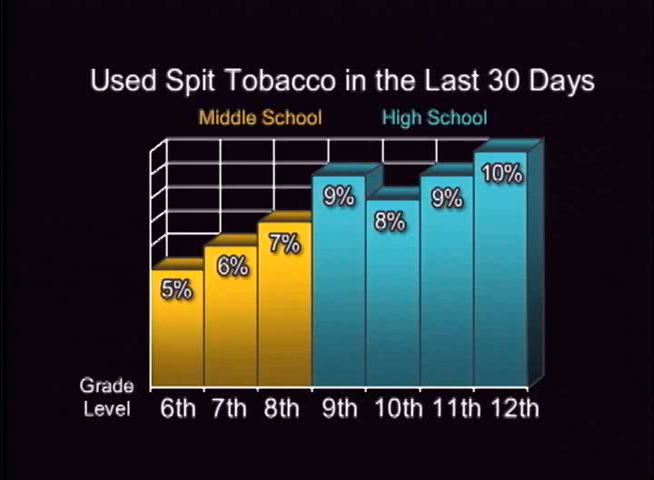 Used Spit Tobacco in the Last 30 Days
Middle School High School
5% 6% 7% 9% 8% 9% 10%
Grade
Level
6th 7th 8th 9th 10th 11th 12th